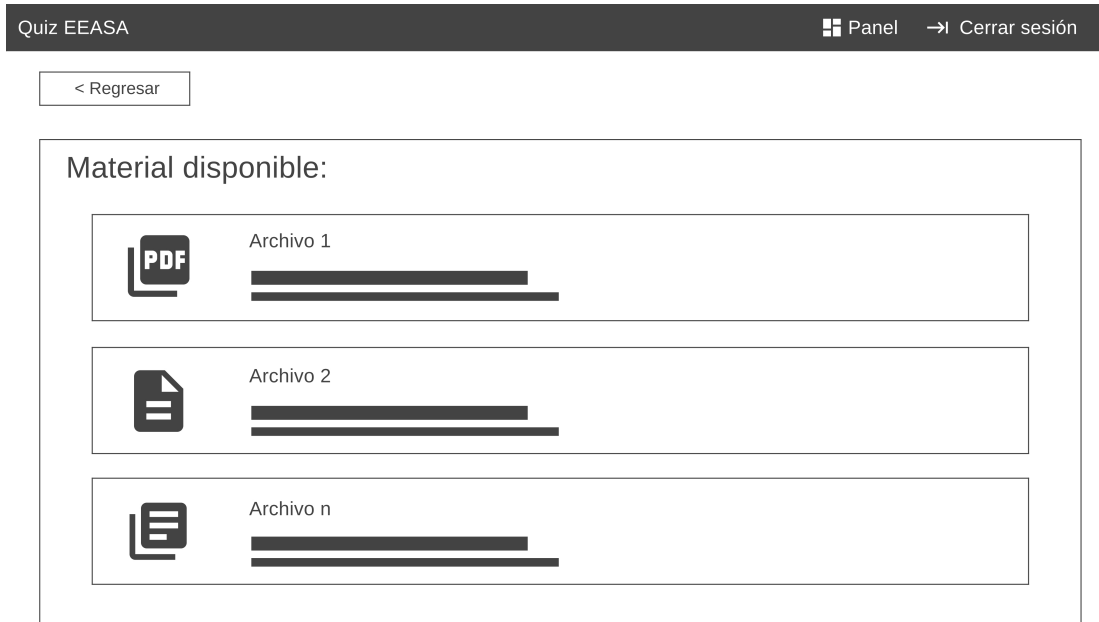 Quiz EEASA
Panel
Cerrar sesión
< Regresar
Material disponible:
PDF
Archivo 1
Archivo 2
Archivo n